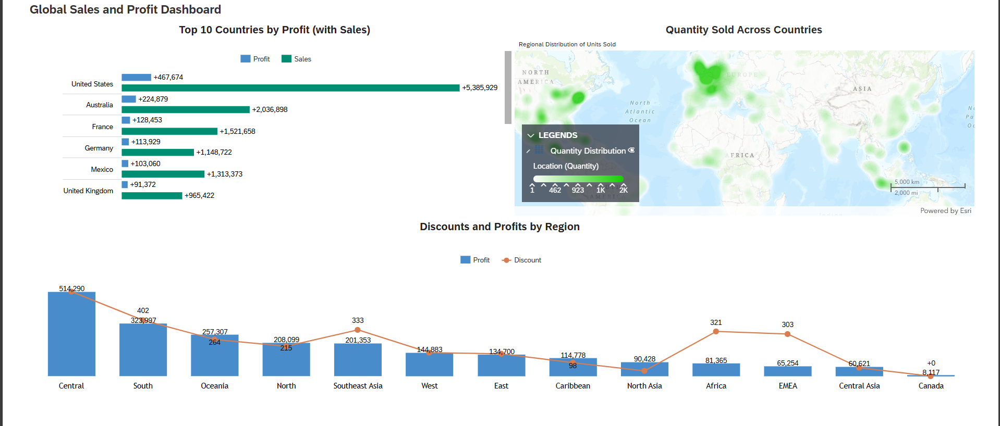 Global Sales and Profit Dashboard
Top 10 Countries by Profit (with Sales)
Profit
Sales
United States
+467,674
+5,385,929
Australia
+224,879
+2,036,898
France
+128,453
+1,521,658
Germany
+113,929
+1,148,722
Mexico
+103,060
+1,313,373
United Kingdom
+91,372
+965,422
Quantity Sold Across Countries
Regional Distribution of Units Sold
NORTH
AMERICA
North
Atlantic
Ocean
EUROPE
ASIA
AFRICA
LEGENDS
Quantity Distribution
Location (Quantity)
1 462 923 1K 2K
AMERICA
5,000 km
2,000 mi
Powered by Esri
Discounts and Profits by Region
Profit
Discount
514,290
402
323,997
257,307
264
208,099
215
333
201,353
144,883
134,700
114,778
98
90,428
321
81,365
303
65,254
60,621
+0
8,117
Central
South
Oceania
North
Southeast Asia
West
East
Caribbean
North Asia
Africa
EMEA
Central Asia
Canada